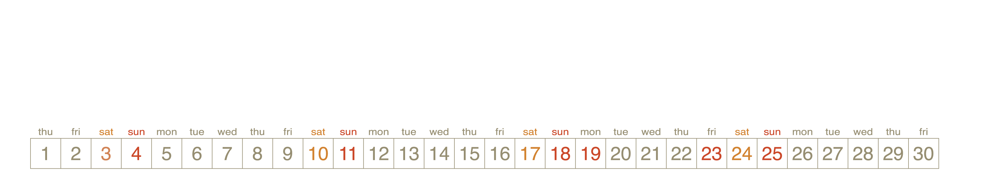 thu fri sat sun mon tue wed thu fri sat sun mon tue wed thu fri sat sun mon tue wed thu fri sat sun mon tue wed thu fri
1 2 3 4 5 6 7 8 9 10 11 12 13 14 15 16 17 18 19 20 21 22 23 24 25 26 27 28 29 30